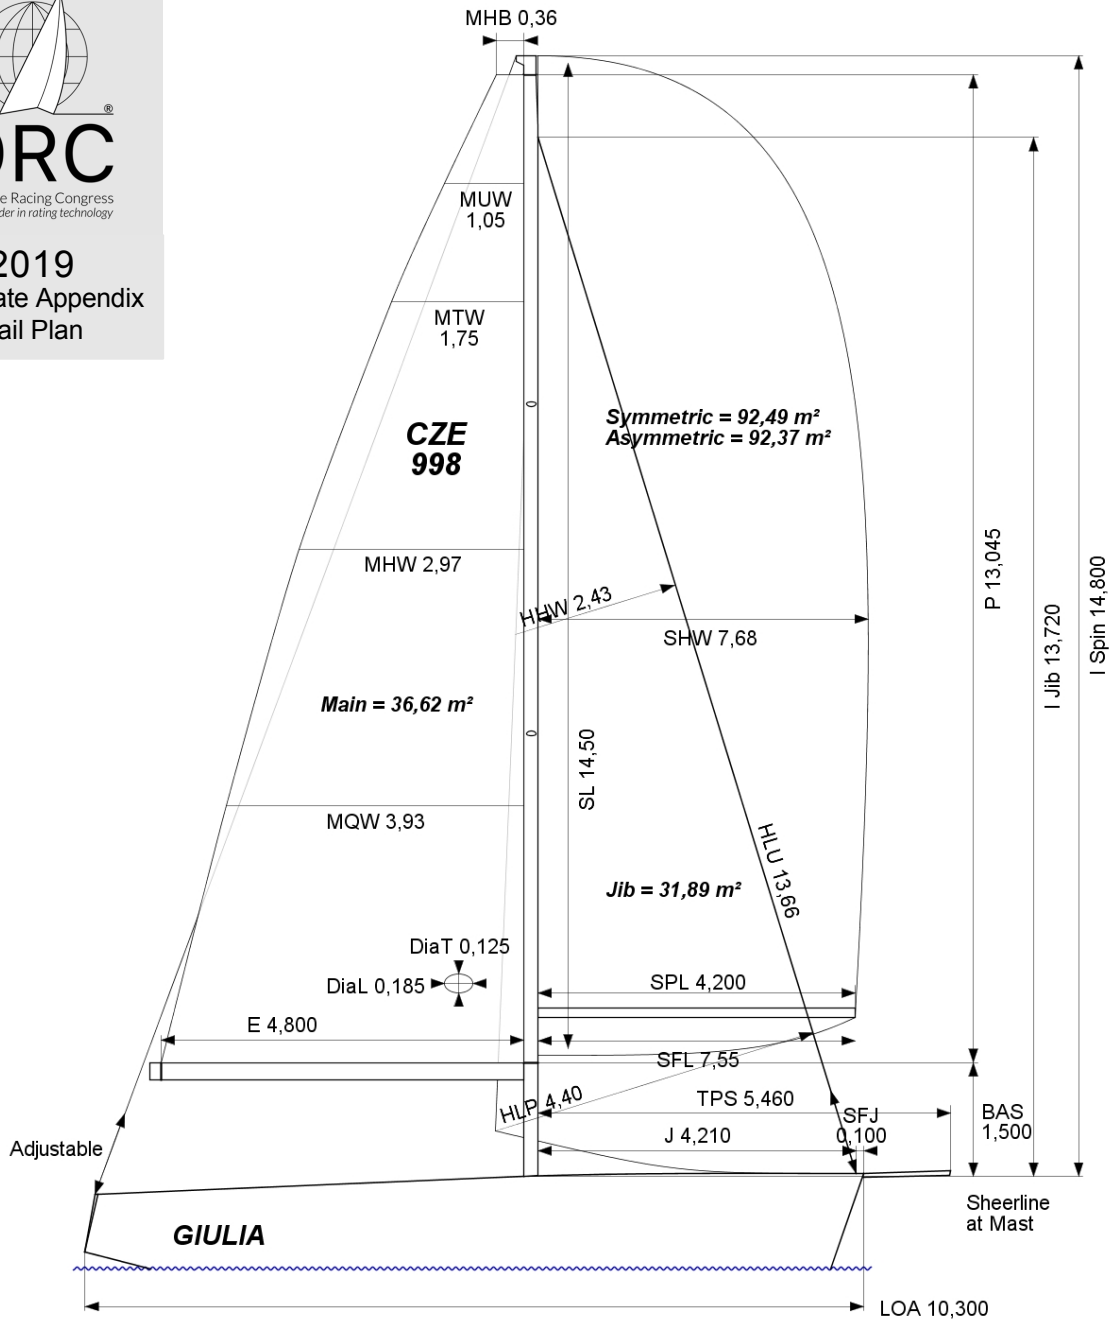 MHB 0,36
®
RC
Racing Congress
in rating technology
2019
Appendix
Plan
MUW
1,05
MTW
1,75
CZE
998
Symmetric = 92,49 m²
Asymmetric = 92,37 m²
MHW 2,97
HHW 2,43
SHW 7,68
P 13,045
I Jib 13,720
I Spin 14,800
Main = 36,62 m²
SL 14,50
MQW 3,93
HLU 13,66
Jib = 31,89 m²
DiaT 0,125
DiaL 0,185
SPL 4,200
E 4,800
SFL 7,55
HLP 4,40
TPS 5,460
SFJ
0,100
J 4,210
BAS
1,500
Adjustable
Sheerline
at Mast
GIULIA
LOA 10,300